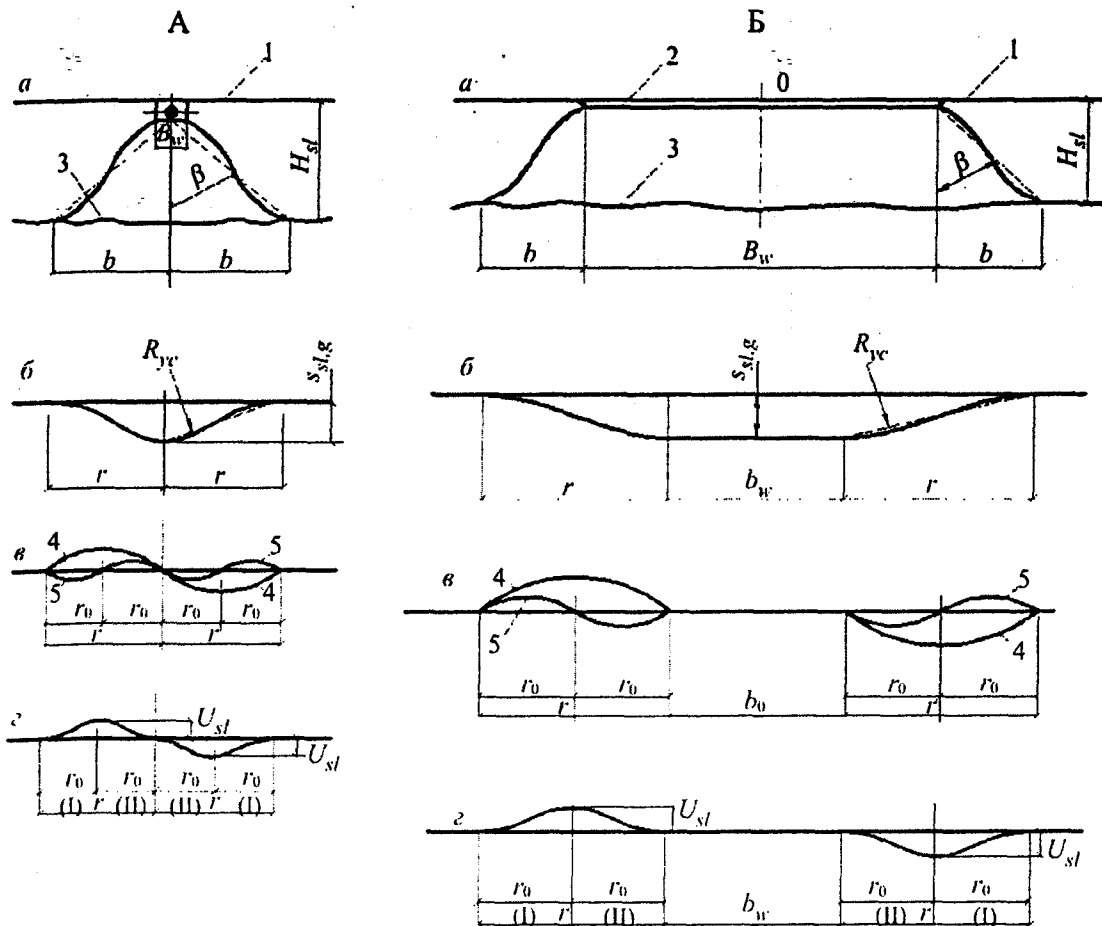 А
Б
а
1
B_w
β
3
H_sl
b
b
а
2
0
1
3
β
H_sl
b
B_w
b
б
R_yc
s_sl,g
r
r
б
s_sl,g
R_yc
r
b_w
r
в
4
5
5
4
r_0
r_0
r_0
r_0
r
r
в
4
5
5
4
r_0
r_0
r_0
r_0
r
b_0
r
г
U_sl
U_sl
r_0
r_0
r_0
r_0
(I)
r
(II)
(II)
r
(I)
г
U_sl
U_sl
r_0
r_0
r_0
r_0
(I)
r
(II)
b_w
(II)
r
(I)